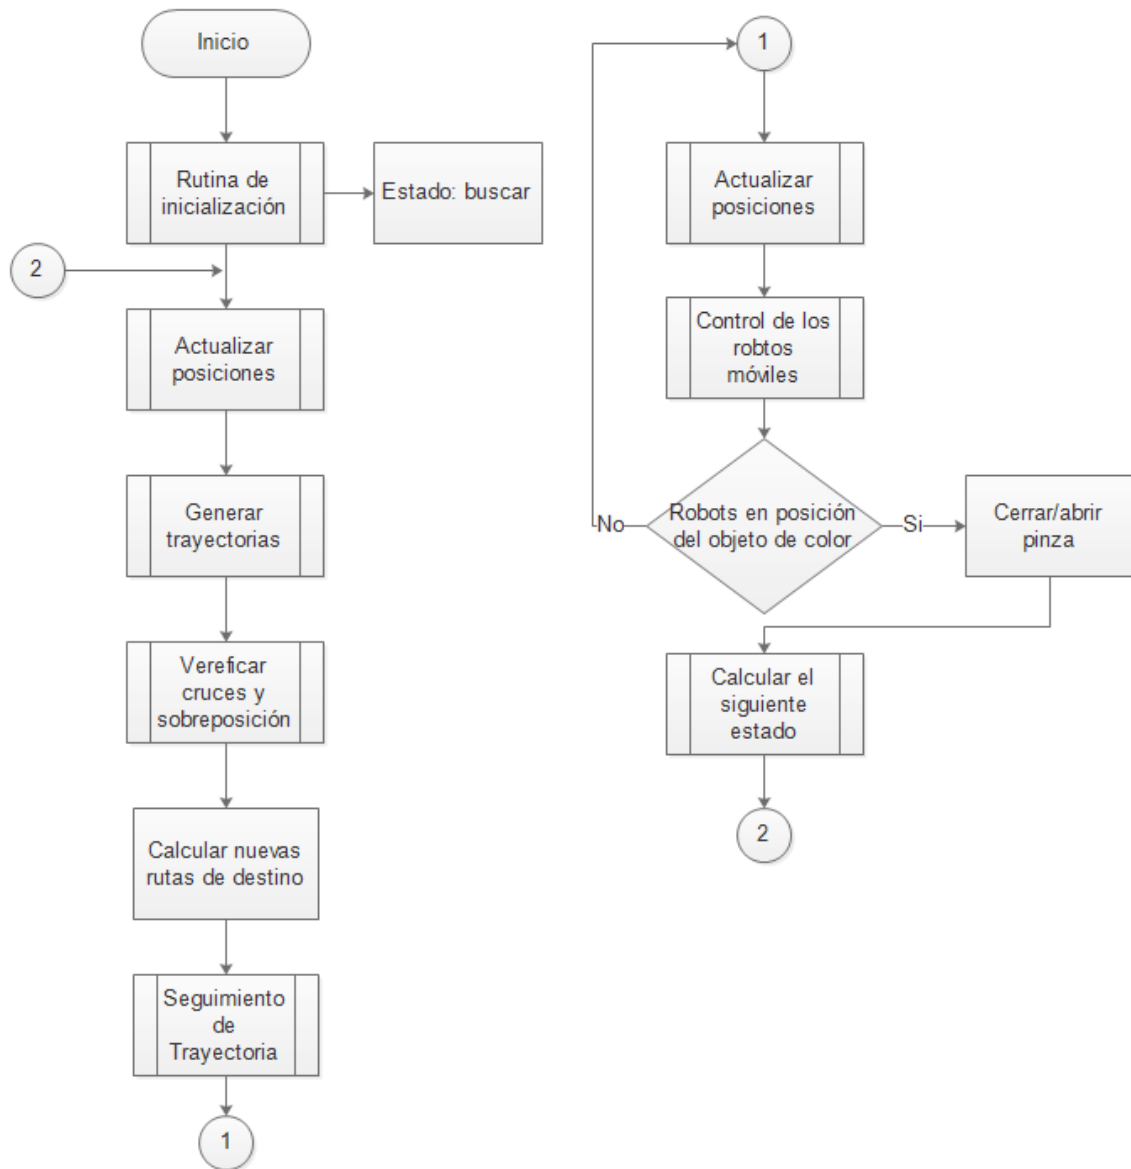 Inicio
Rutina de
inicialización
Estado: buscar
2
Actualizar
posiciones
Generar
trayectorias
Vereficar
cruces y
sobreposición
Calcular nuevas
rutas de destino
Seguimiento
de
Trayectoria
1
1
Actualizar
posiciones
Control de los
robtos
móviles
Robots en posición
del objeto de color
No
Si
Cerrar/abrir
pinza
Calcular el
siguiente
estado
2